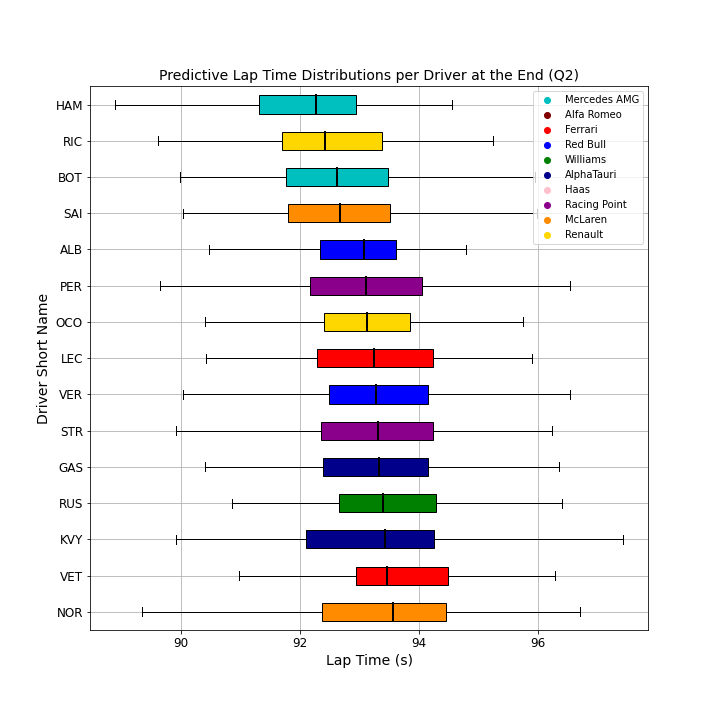 Predictive Lap Time Distributions per Driver at the End (Q2)
HAM
RIC
BOT
SAI
ALB
PER
OCO
LEC
VER
STR
GAS
RUS
KVY
VET
NOR
Driver Short Name
Mercedes AMG
Alfa Romeo
Ferrari
Red Bull
Williams
AlphaTauri
Haas
Racing Point
McLaren
Renault
90 92 94 96
Lap Time (s)